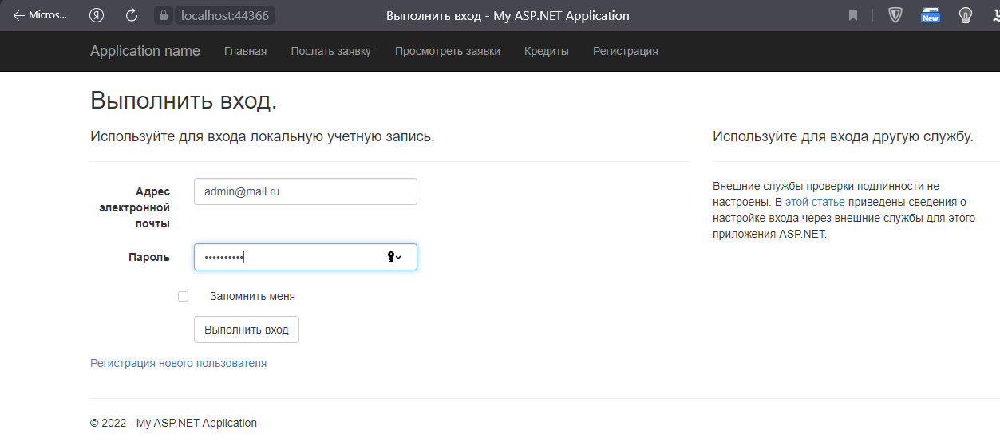 Micros... Я localhost:44366 Выполнить вход - My ASP.NET Application New
Application name Главная Послать заявку Просмотреть заявки Кредиты Регистрация
Выполнить вход.
Используйте для входа локальную учетную запись.
Адрес
электронной
почты
admin@mail.ru
Пароль
••••••••••
Запомнить меня
Выполнить вход
Регистрация нового пользователя
Используйте для входа другую службу.
Внешние службы проверки подлинности не
настроены. В этой статье приведены сведения о
настройке входа через внешние службы для этого
приложения ASP.NET.
© 2022 - My ASP.NET Application